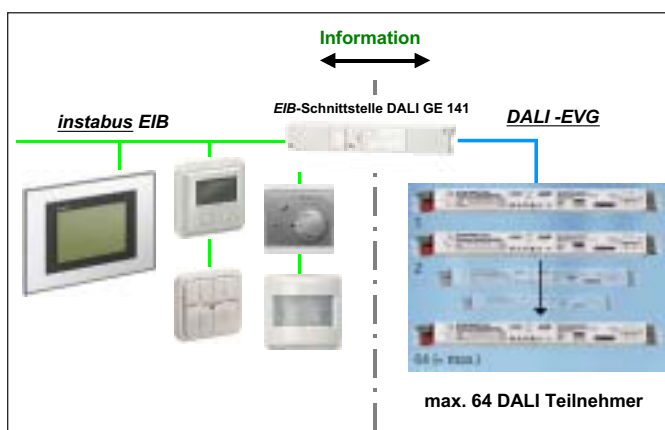 Information
EIB-Schnittstelle DALI GE 141
instabus EIB
DALI -EVG
1
2
64 (= max.)
max. 64 DALI Teilnehmer